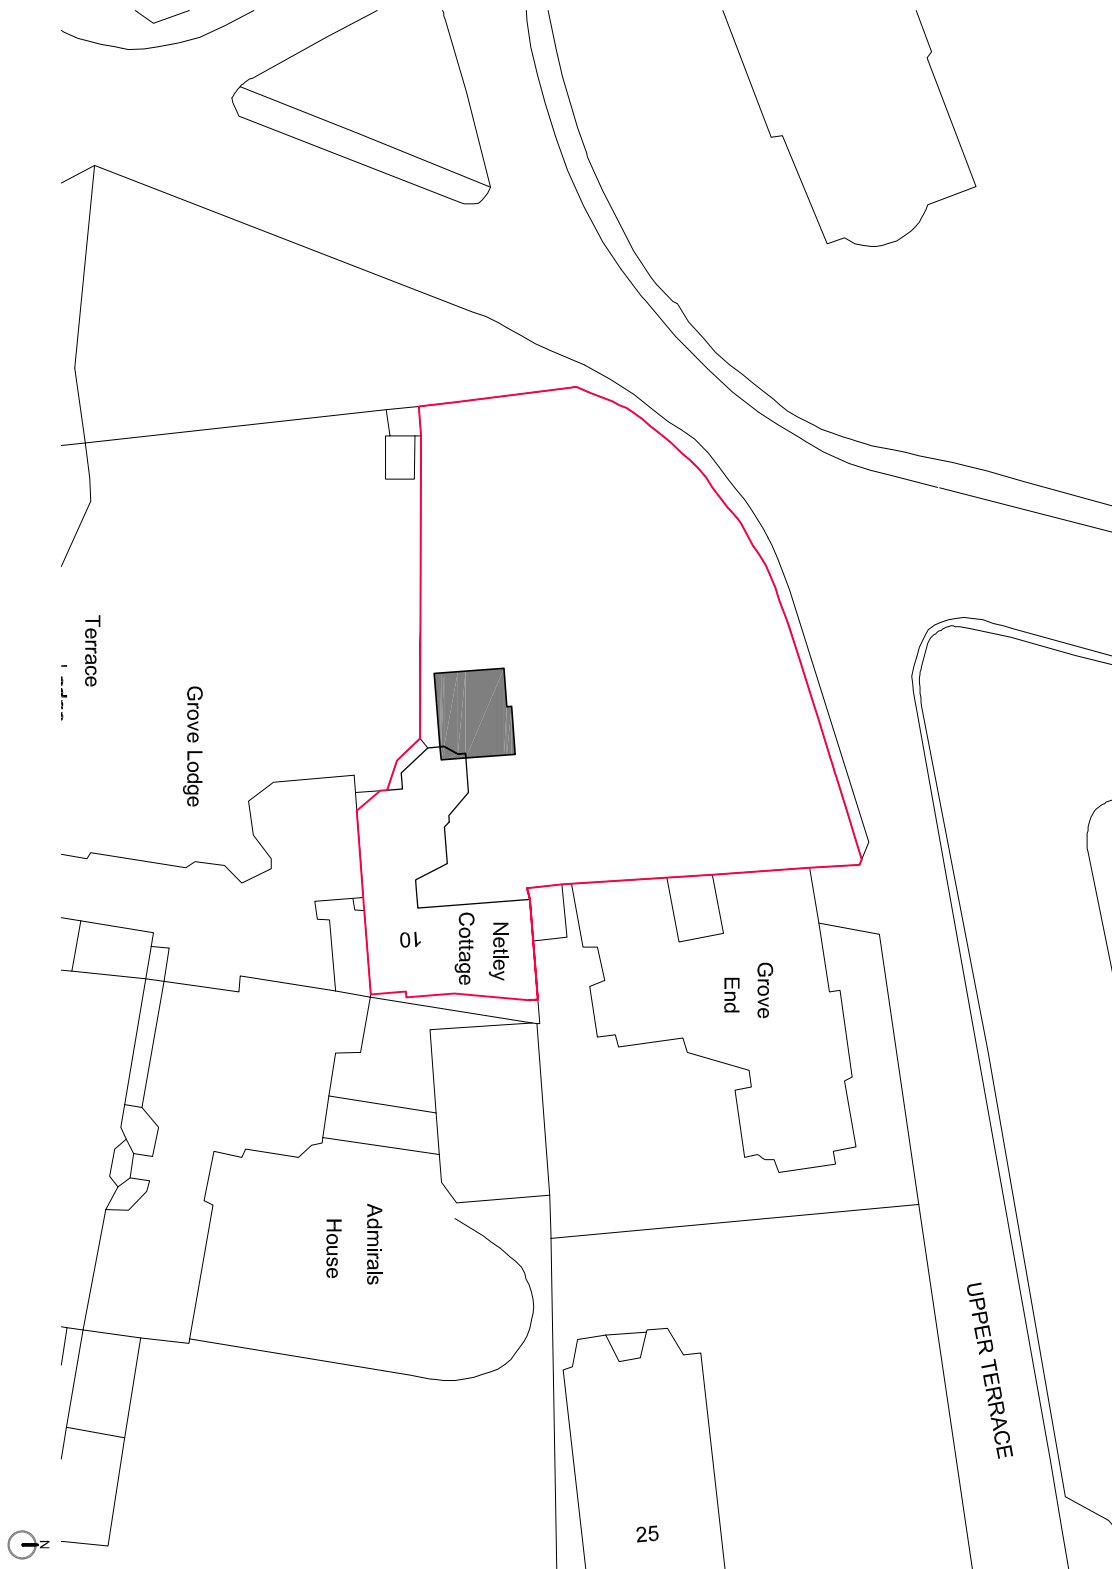 Terrace
Grove Lodge
10
Netley
Cottage
Grove
End
Admirals
House
UPPER TERRACE
25
N